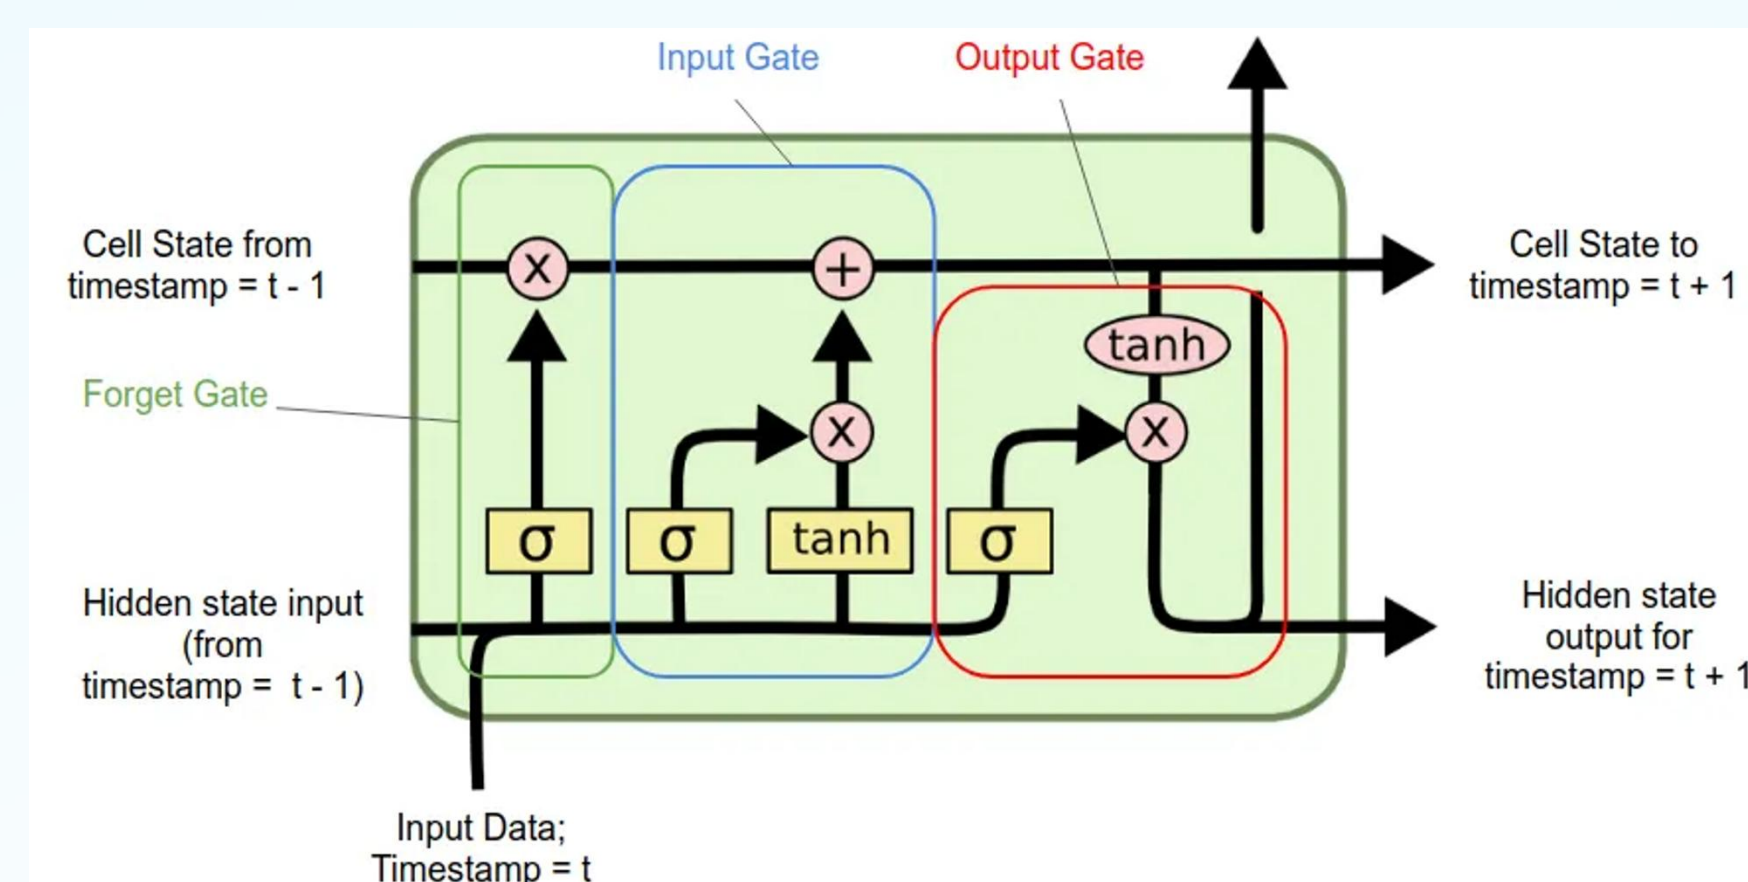 Input Gate
Output Gate
Cell State from
timestamp = t - 1
x
+
Cell State to
timestamp = t + 1
tanh
Forget Gate
x
x
σ
σ
tanh
σ
Hidden state input
(from
timestamp = t - 1)
Hidden state
output for
timestamp = t + 1
Input Data;
Timestamp = t